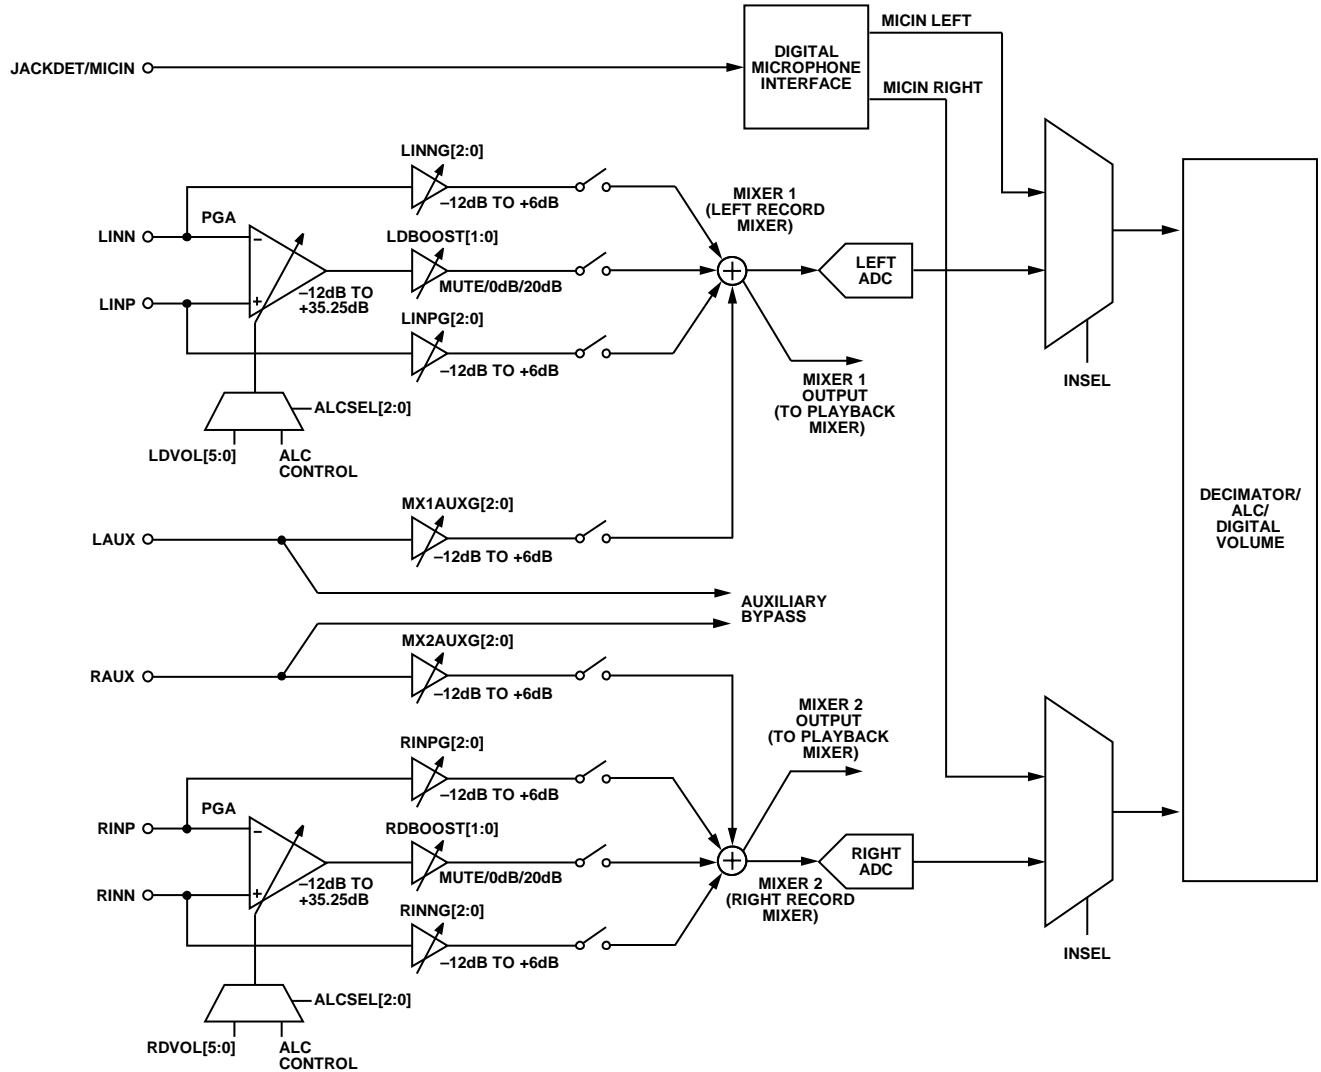 MICIN LEFT
JACKDET/MICIN
DIGITAL
MICROPHONE
INTERFACE
MICIN RIGHT
LINNG[2:0]
–12dB TO +6dB
PGA
LINN
–
LDBOOST[1:0]
MUTE/0dB/20dB
–12dB TO
+35.25dB
LINP
+
LINPG[2:0]
–12dB TO +6dB
MIXER 1
(LEFT RECORD
MIXER)
+
LEFT
ADC
MIXER 1
OUTPUT
(TO PLAYBACK
MIXER)
INSEL
ALCSEL[2:0]
LDVOL[5:0]
ALC
CONTROL
MX1AUXG[2:0]
LAUX
–12dB TO +6dB
DECIMATOR/
ALC/
DIGITAL
VOLUME
AUXILIARY
BYPASS
MX2AUXG[2:0]
RAUX
–12dB TO +6dB
MIXER 2
OUTPUT
(TO PLAYBACK
MIXER)
RINPG[2:0]
–12dB TO +6dB
PGA
RINP
–
RDBOOST[1:0]
MUTE/0dB/20dB
–12dB TO
+35.25dB
RINN
+
RINNG[2:0]
–12dB TO +6dB
+
MIXER 2
(RIGHT RECORD
MIXER)
RIGHT
ADC
INSEL
ALCSEL[2:0]
RDVOL[5:0]
ALC
CONTROL